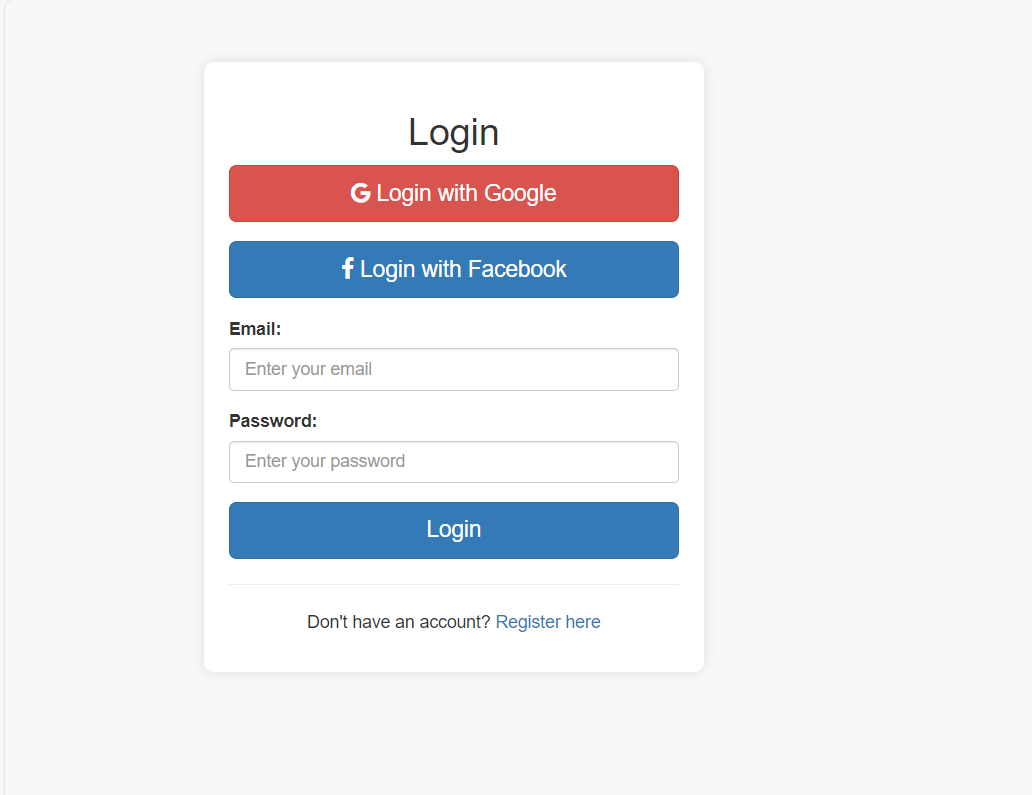 Login
Login with Google
Login with Facebook
Email:
Enter your email
Password:
Enter your password
Login
Don't have an account? Register here